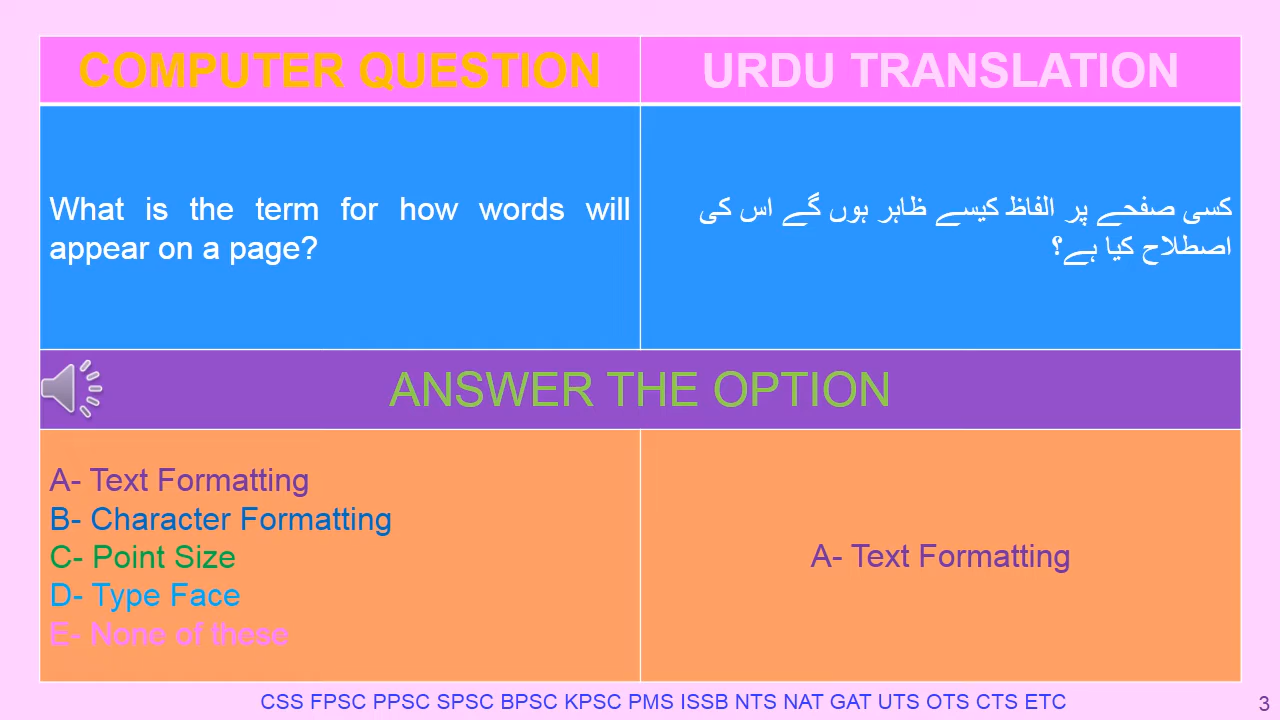 COMPUTER QUESTION
URDU TRANSLATION
What is the term for how words will
appear on a page?
کسی صفحے پر الفاظ کیسے ظاہر ہوں گے اس کی
اصطلاح کیا ہے؟
ANSWER THE OPTION
A- Text Formatting
B- Character Formatting
C- Point Size
D- Type Face
E- None of these
A- Text Formatting
CSS FPSC PPSC SPSC BPSC KPSC PMS ISSB NTS NAT GAT UTS OTS CTS ETC
3